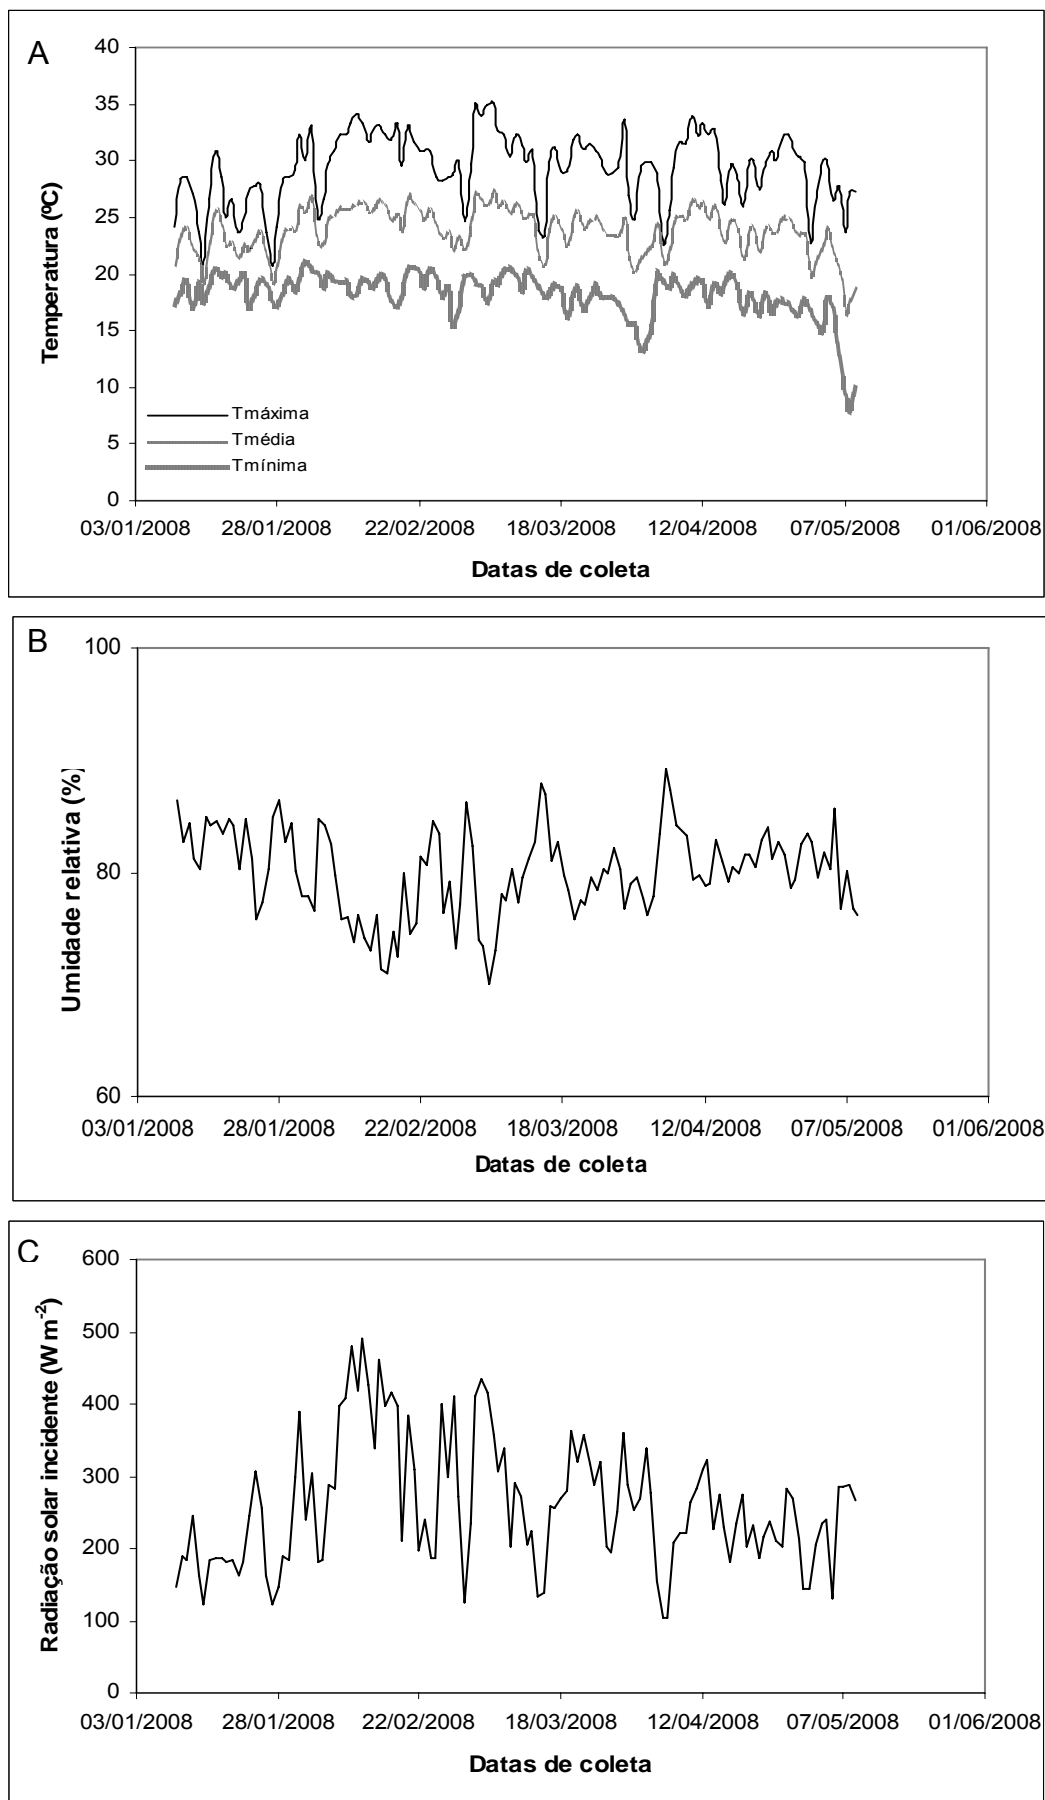 A
Temperatura (ºC)
40
35
30
25
20
15
10
5
0
Tmáxima
Tmédia
Tmínima
03/01/2008 28/01/2008 22/02/2008 18/03/2008 12/04/2008 07/05/2008 01/06/2008
Datas de coleta
B
Umidade relativa (%)
100
80
60
03/01/2008 28/01/2008 22/02/2008 18/03/2008 12/04/2008 07/05/2008 01/06/2008
Datas de coleta
C
Radiação solar incidente (W m-2)
600
500
400
300
200
100
0
03/01/2008 28/01/2008 22/02/2008 18/03/2008 12/04/2008 07/05/2008 01/06/2008
Datas de coleta